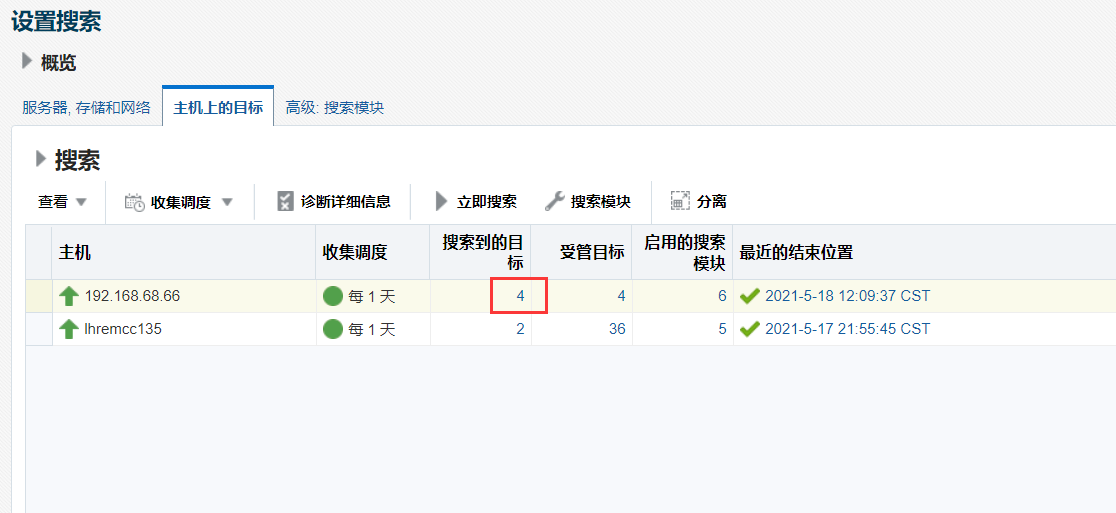 设置搜索
概览
服务器, 存储和网络 主机上的目标 高级: 搜索模块
搜索
查看 收集调度 诊断详细信息 立即搜索 搜索模块 分离
主机 收集调度 搜索到的目标 受管目标 启用的搜索模块 最近的结束位置
192.168.68.66 每 1 天 4 4 6 2021-5-18 12:09:37 CST
lhremcc135 每 1 天 2 36 5 2021-5-17 21:55:45 CST